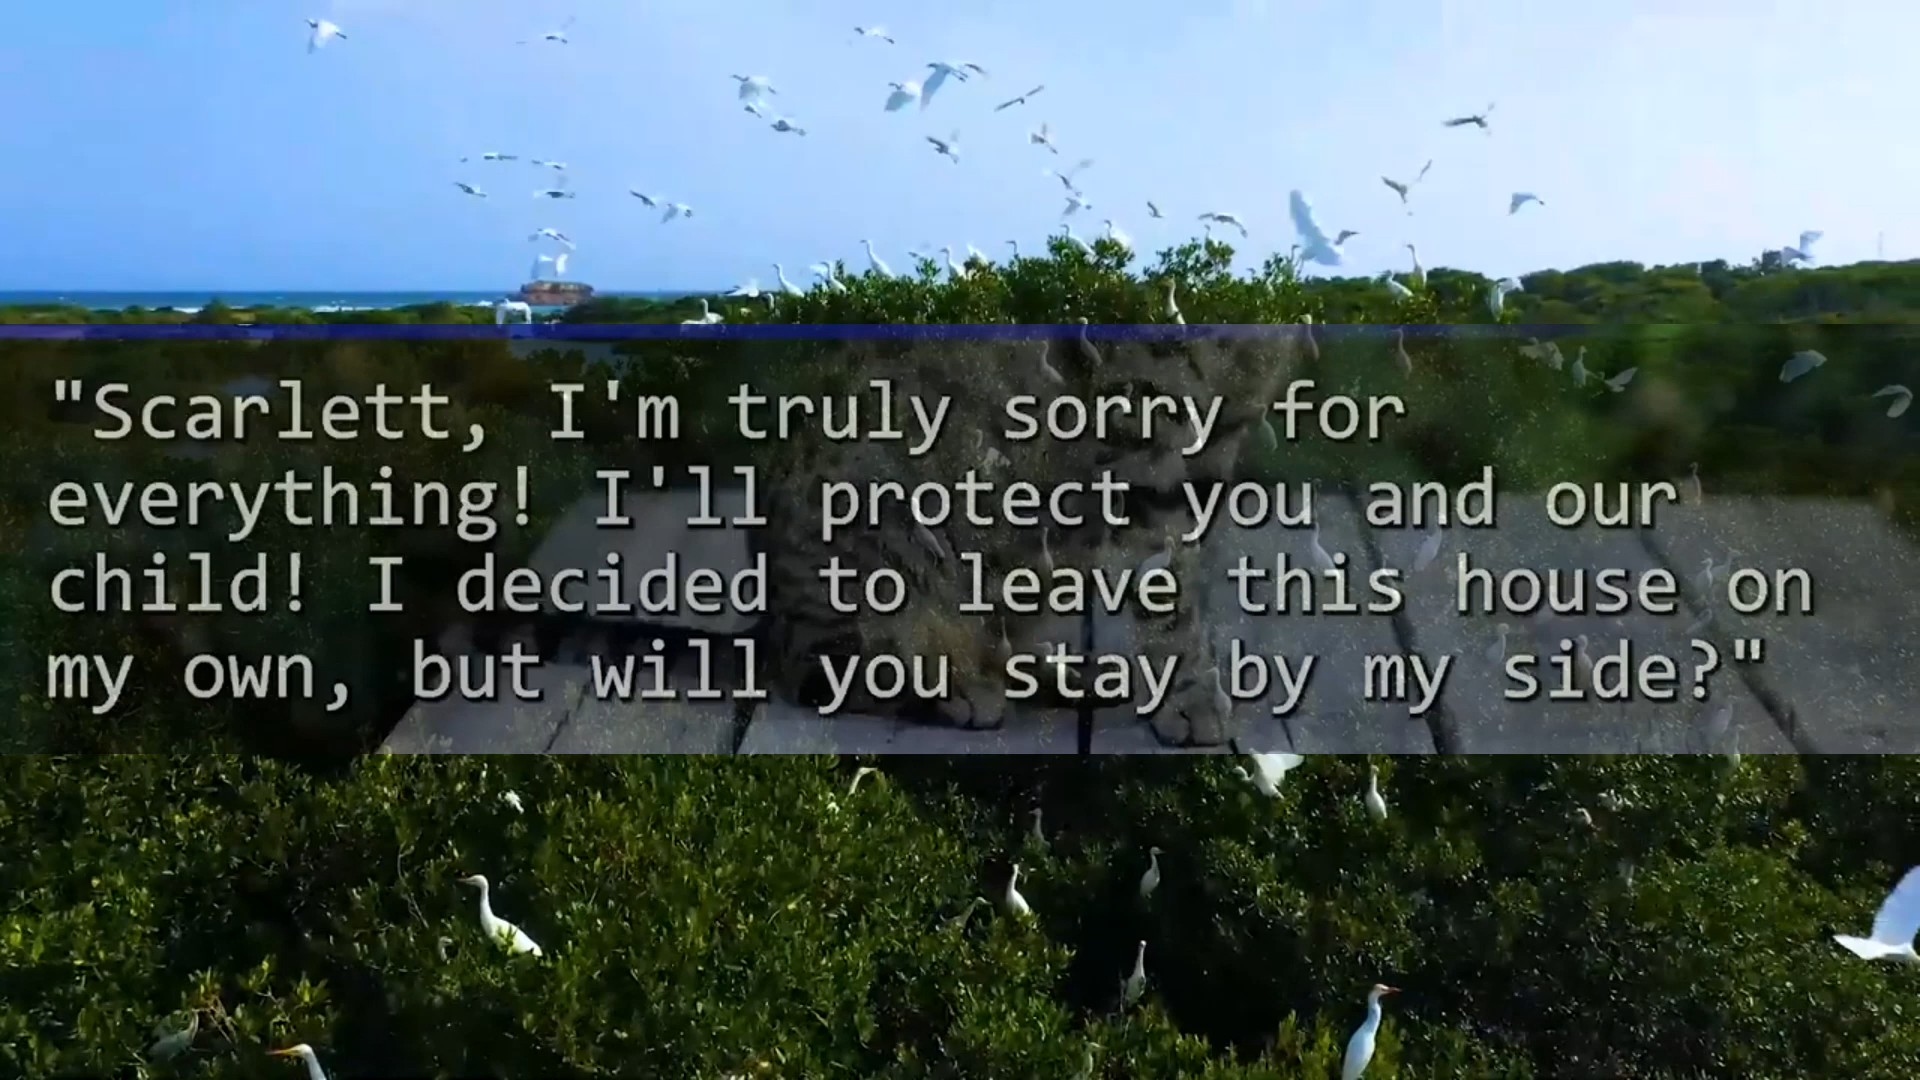 "Scarlett, I'm truly sorry for
everything! I'll protect you and our
child! I decided to leave this house on
my own, but will you stay by my side?"